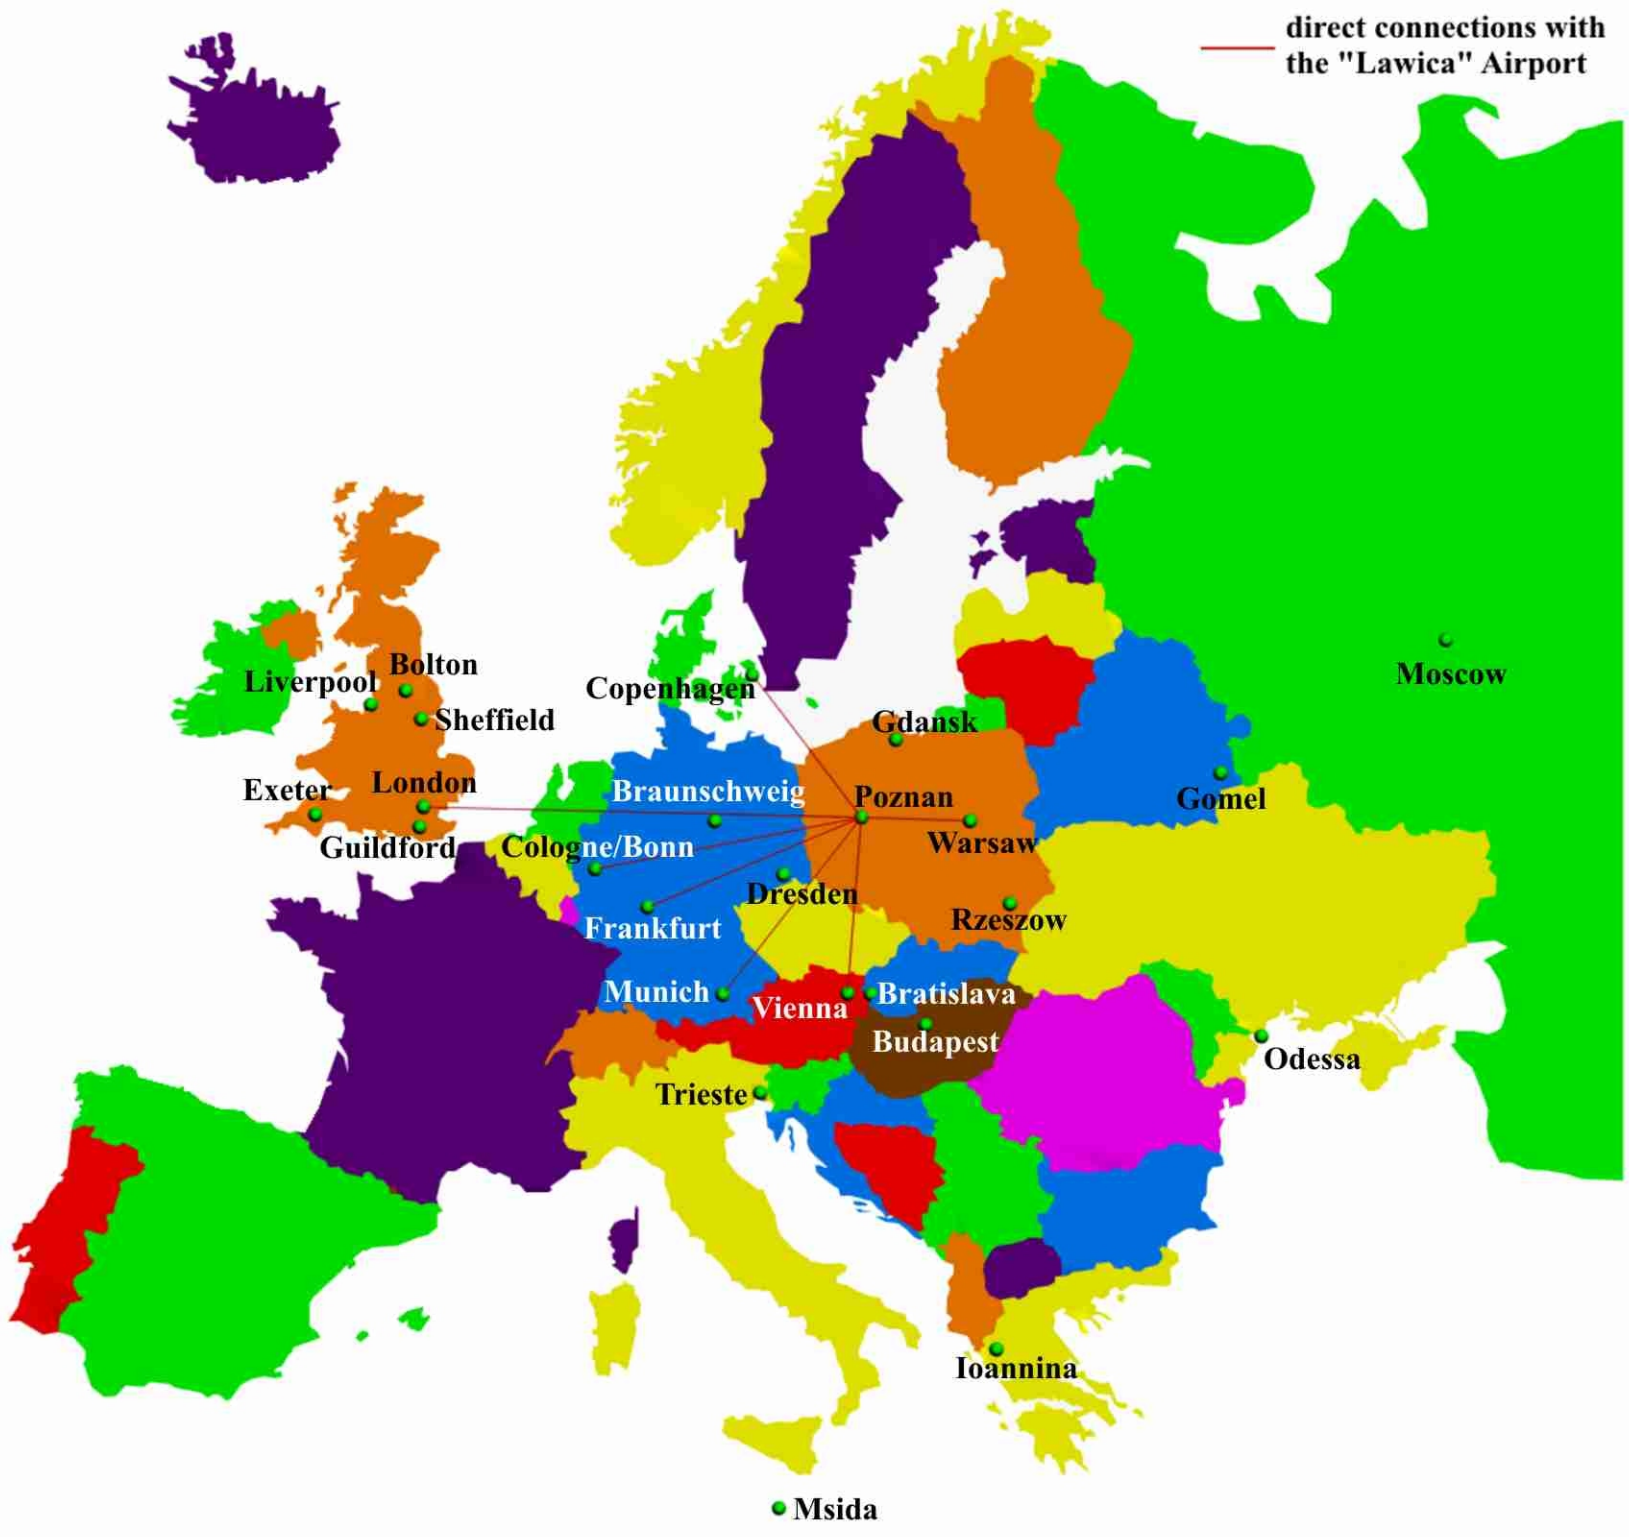 direct connections with
the "Lawica" Airport
Bolton
Liverpool
Moscow
Copenhagen
Sheffield
Gdansk
Exeter
London
Braunschweig
Poznan
Gomel
Guildford
Cologne/Bonn
Warsaw
Dresden
Rzeszow
Frankfurt
Munich
Vienna
Bratislava
Budapest
Odessa
Trieste
Ioannina
Msida